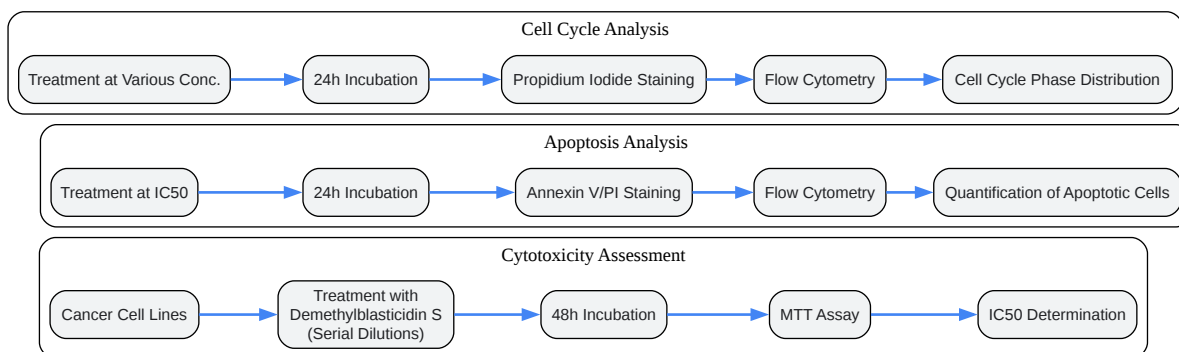 Cell Cycle Analysis
Treatment at Various Conc.
24h Incubation
Propidium Iodide Staining
Flow Cytometry
Cell Cycle Phase Distribution
Apoptosis Analysis
Treatment at IC50
24h Incubation
Annexin V/PI Staining
Flow Cytometry
Quantification of Apoptotic Cells
Cytotoxicity Assessment
Cancer Cell Lines
Treatment with
Demethylblasticidin S
(Serial Dilutions)
48h Incubation
MTT Assay
IC50 Determination